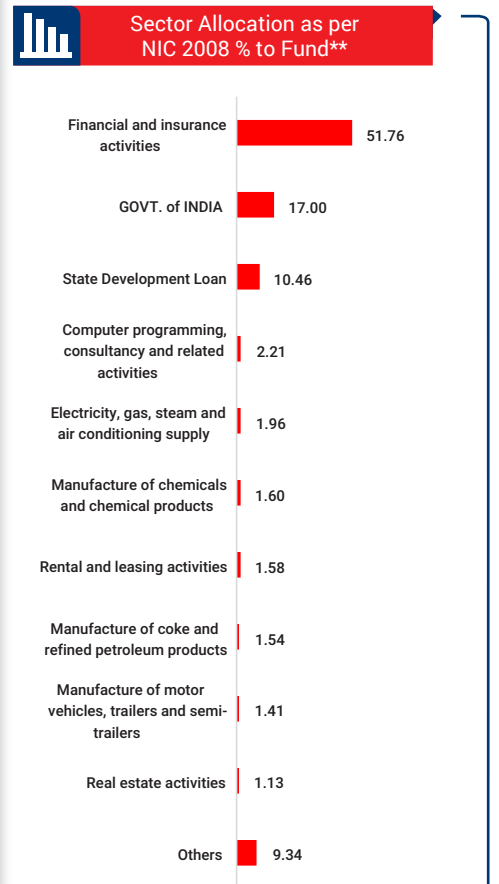 Sector Allocation as per
NIC 2008 % to Fund**
Financial and insurance
activities
51.76
GOVT. of INDIA
17.00
State Development Loan
10.46
Computer programming,
consultancy and related
activities
2.21
Electricity, gas, steam and
air conditioning supply
1.96
Manufacture of chemicals
and chemical products
1.60
Rental and leasing activities
1.58
Manufacture of coke and
refined petroleum products
1.54
Manufacture of motor
vehicles, trailers and semi-
trailers
1.41
Real estate activities
1.13
Others
9.34